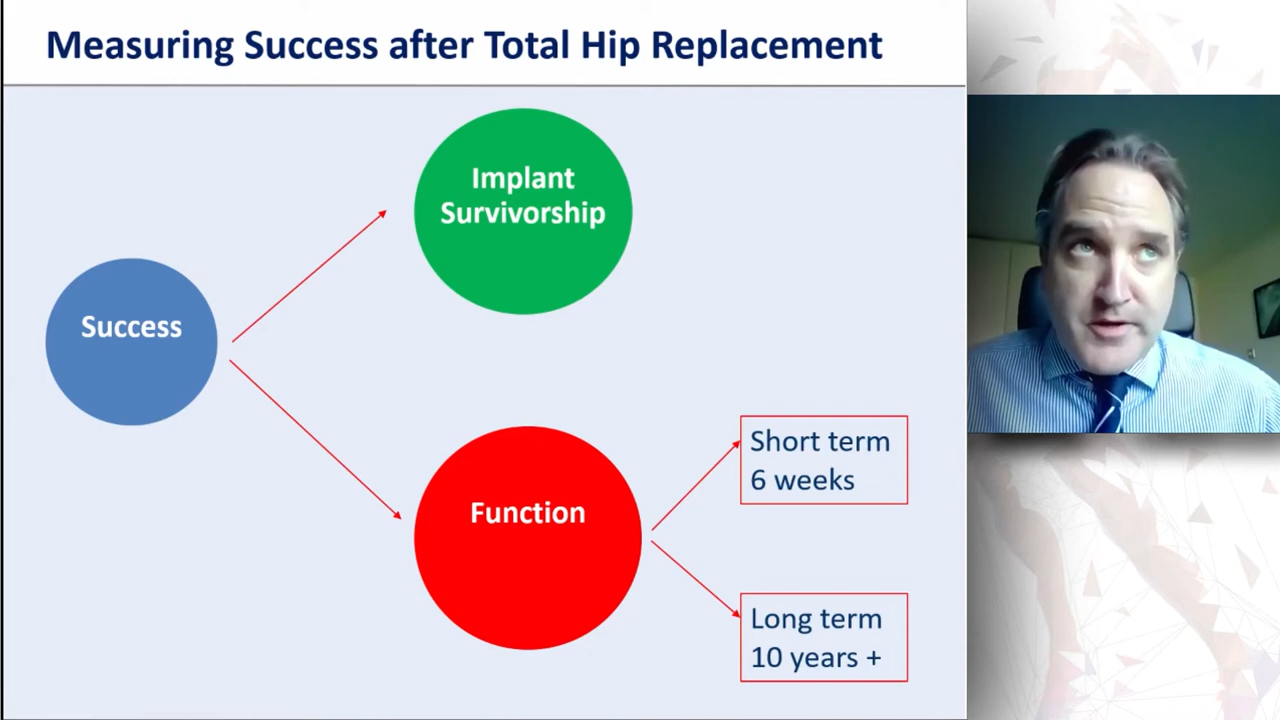 Measuring Success after Total Hip Replacement
Implant
Survivorship
Success
Function
Short term
6 weeks
Long term
10 years +